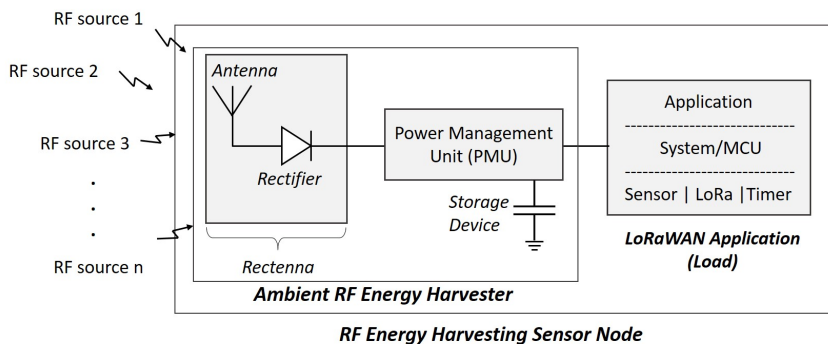 RF source 1
RF source 2
RF source 3
.
.
.
RF source n
Antenna
Rectifier
Rectenna
Power Management
Unit (PMU)
Storage
Device
Ambient RF Energy Harvester
Application
System/MCU
Sensor | LoRa |Timer
LoRaWAN Application
(Load)
RF Energy Harvesting Sensor Node